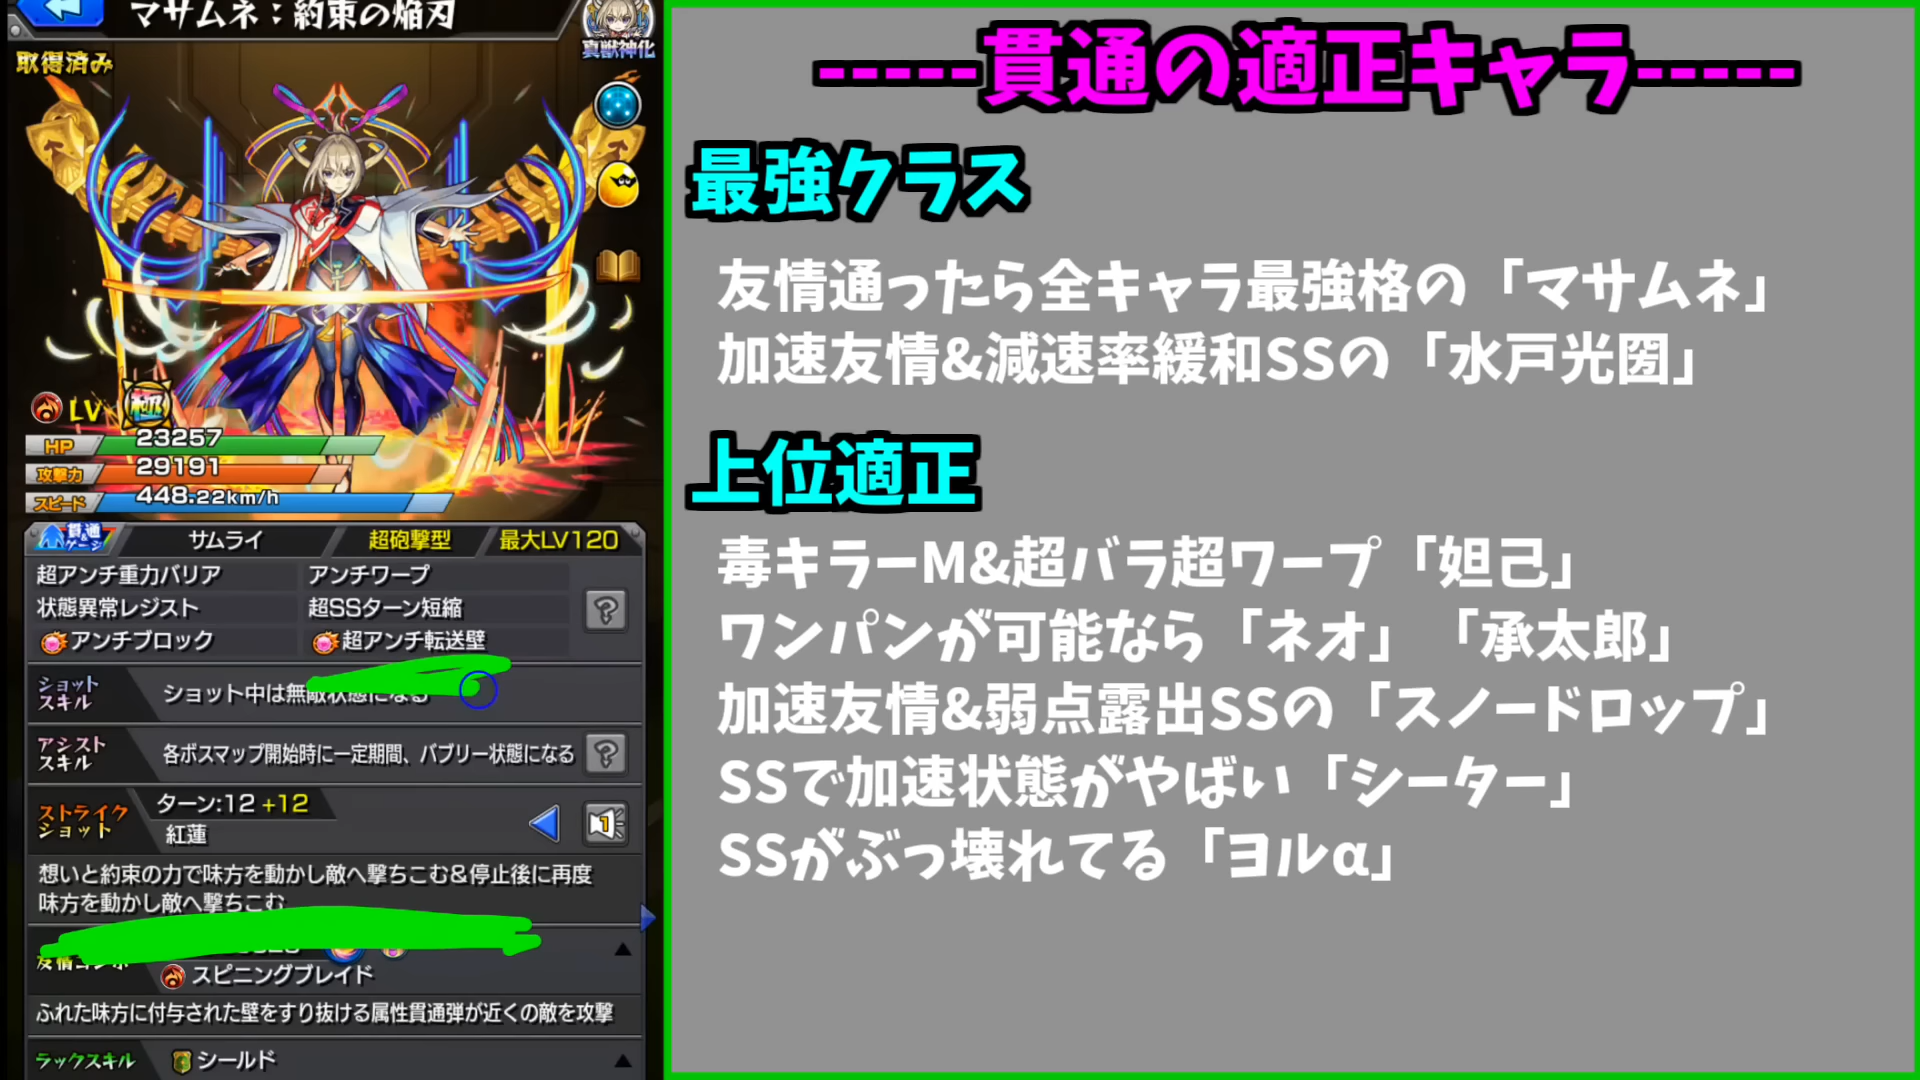 マサムネ：約束の焔刃
真獣神化
取得済み
LV 極
HP 23257
攻撃力 29191
スピード 448.22km/h
貫通&ゲージ サムライ 超砲撃型 最大LV120
超アンチ重力バリア アンチワープ
状態異常レジスト 超SSターン短縮
アンチブロック 超アンチ転送壁
ショットスキル ショット中は無敵状態になる
アシストスキル 各ボスマップ開始時に一定期間、バブリー状態になる
ストライクショット ターン:12 +12
紅蓮
1
想いと約束の力で味方を動かし敵へ撃ちこむ&停止後に再度
味方を動かし敵へ撃ちこむ
友情コンボ
スピニングブレイド
ふれた味方に付与された壁をすり抜ける属性貫通弾が近くの敵を攻撃
ラックスキル シールド
-----貫通の適正キャラ-----
最強クラス
友情通ったら全キャラ最強格の「マサムネ」
加速友情&減速率緩和SSの「水戸光圀」
上位適正
毒キラーM&超バラ超ワープ「妲己」
ワンパンが可能なら「ネオ」「承太郎」
加速友情&弱点露出SSの「スノードロップ」
SSで加速状態がやばい「シーター」
SSがぶっ壊れてる「ヨルα」